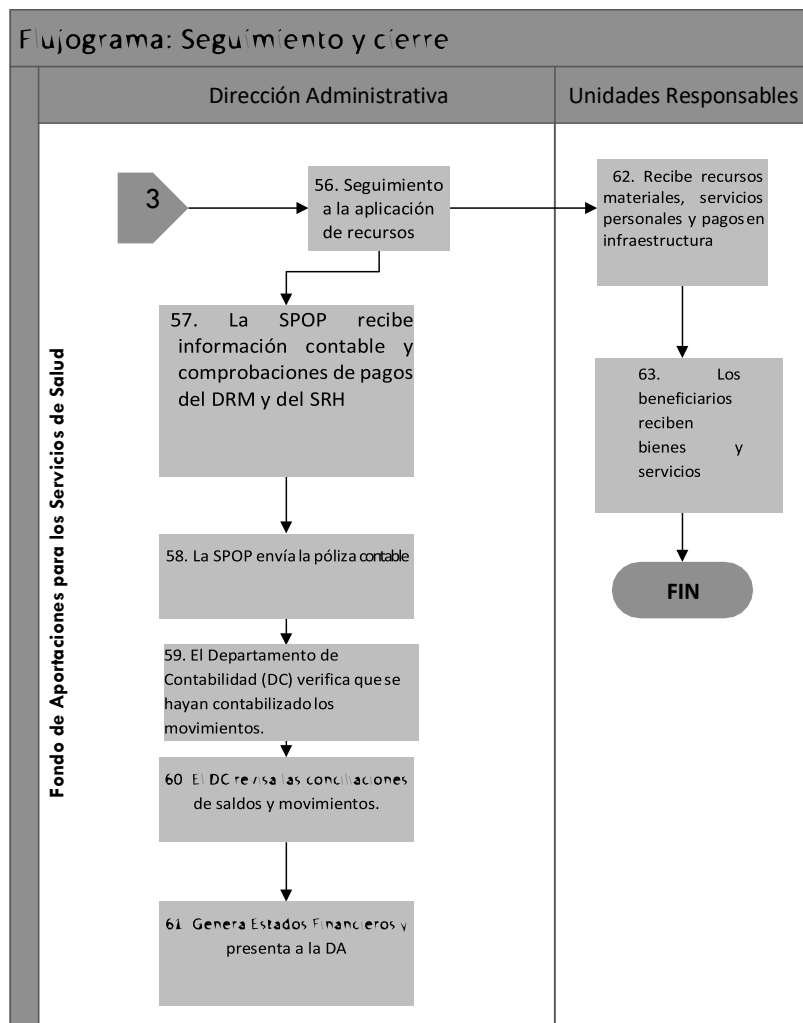 Flujograma: Seguimiento y cierre
Dirección Administrativa
Unidades Responsables
Fondo de Aportaciones para los Servicios de Salud
3
56. Seguimiento
a la aplicación
de recursos
57. La SPOP recibe
información contable y
comprobaciones de pagos
del DRM y del SRH
58. La SPOP envía la póliza contable
59. El Departamento de
Contabilidad (DC) verifica que se
hayan contabilizado los
movimientos.
60 El DC revisa las conciliaciones
de saldos y movimientos.
61 Genera Estados Financieros y
presenta a la DA
62. Recibe recursos
materiales, servicios
personales y pagos en
infraestructura
63. Los
beneficiarios
reciben
bienes y
servicios
FIN